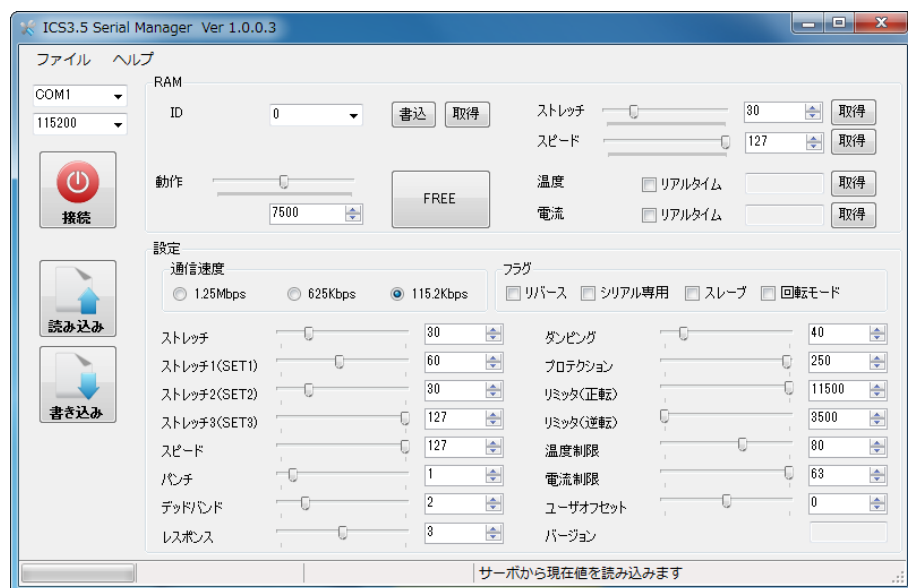 ICS3.5 Serial Manager Ver 1.0.0.3
ファイル ヘルプ
COM1
115200
接続
読み込み
書き込み
RAM
ID 0 書込 取得
ストレッチ 30 取得
スピード 127 取得
動作 7500 FREE
温度 リアルタイム 取得
電流 リアルタイム 取得
設定
通信速度
1.25Mbps 625Kbps 115.2Kbps
フラグ
リバース シリアル専用 スレーブ 回転モード
ストレッチ 30
ストレッチ1(SET1) 60
ストレッチ2(SET2) 30
ストレッチ3(SET3) 127
スピード 127
パンチ 1
デッドバンド 2
レスポンス 3
ダンピング 40
プロテクション 250
リミッタ(正転) 11500
リミッタ(逆転) 3500
温度制限 80
電流制限 63
ユーザオフセット 0
バージョン
サーボから現在値を読み込みます